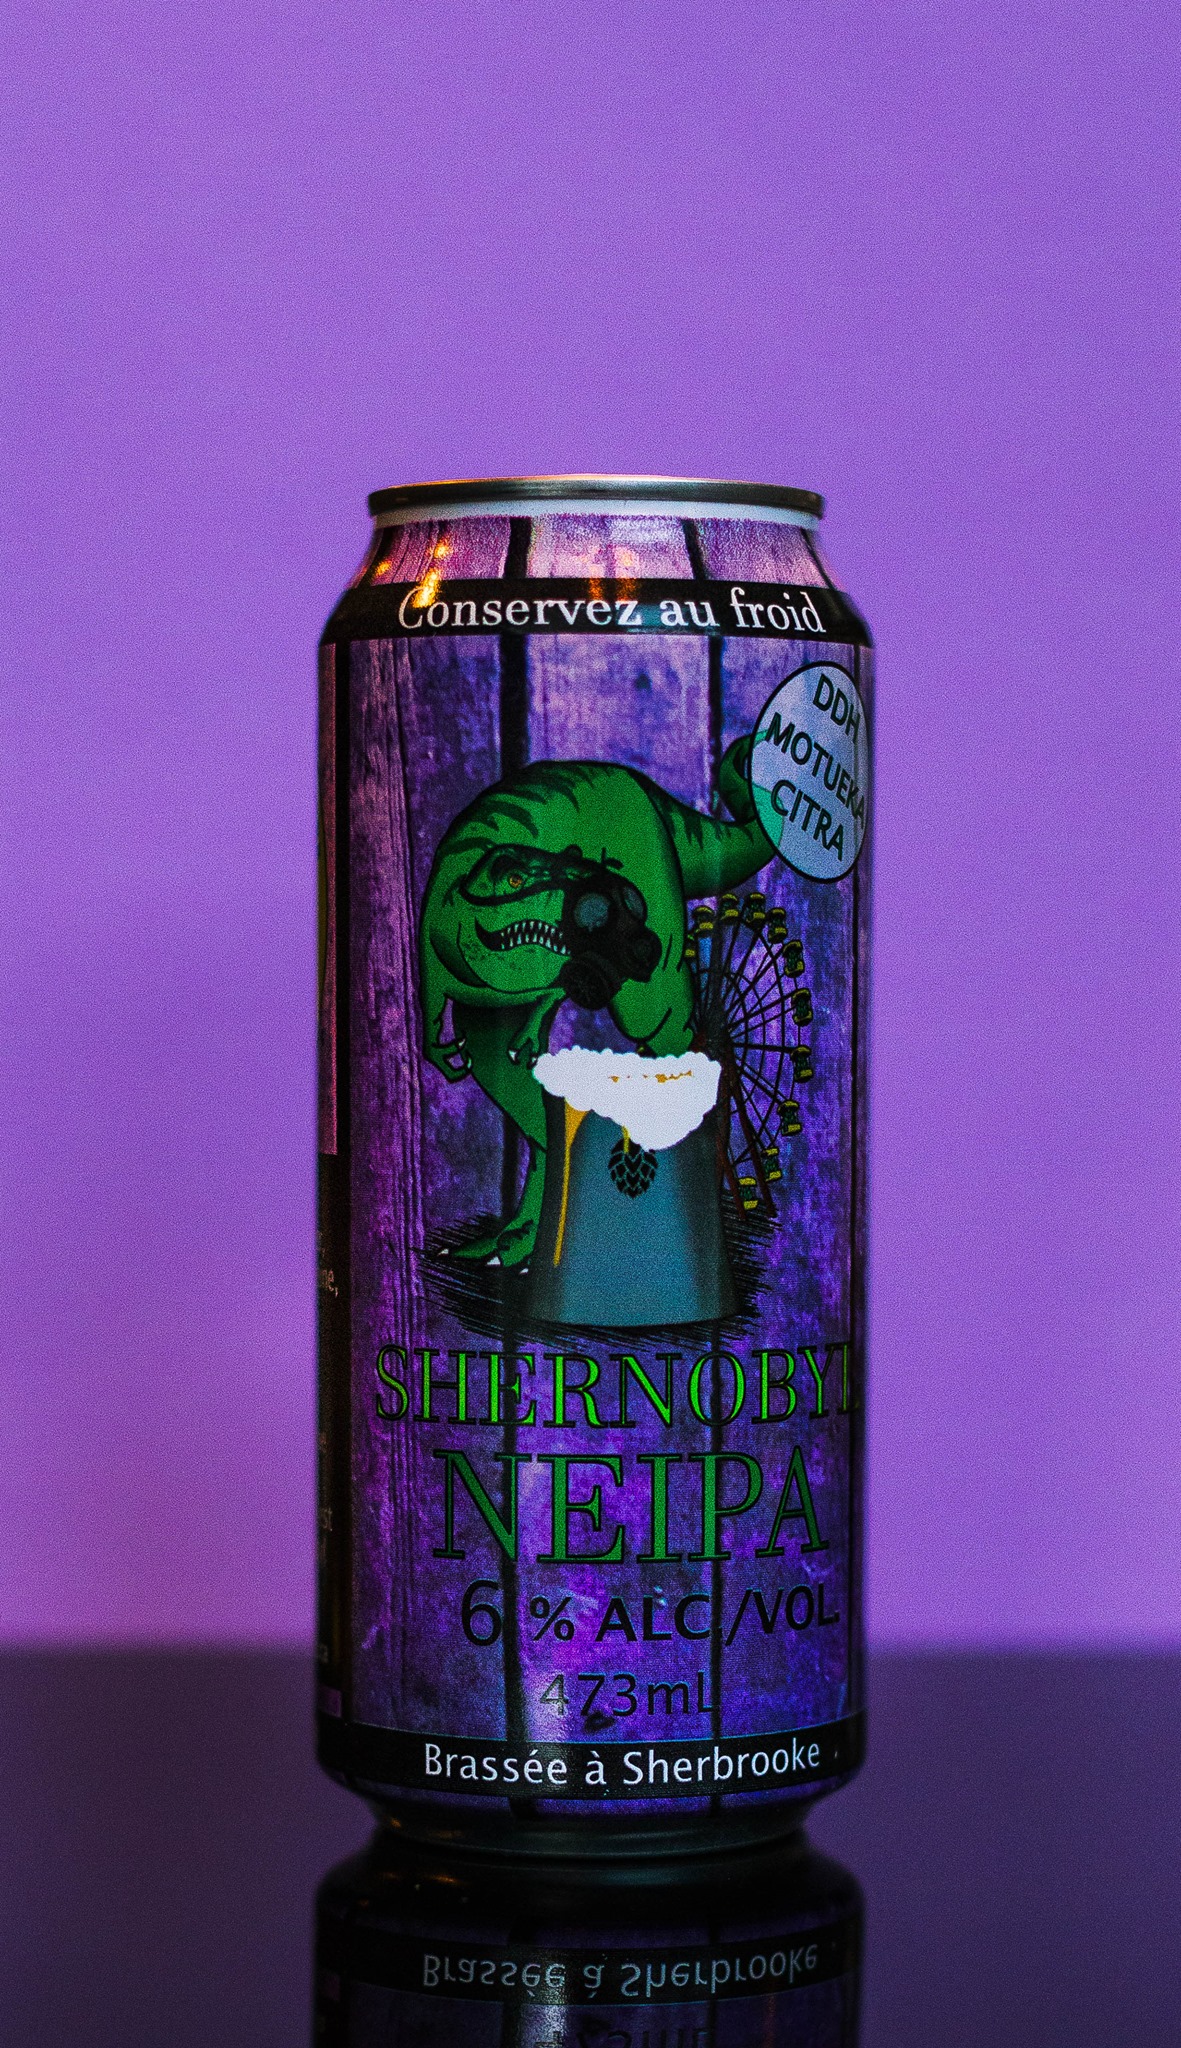 Conservez au froid
DDH
MOTUEKA
CITRA
SHERNOBYL
NEIPA
6 % ALC./VOL.
473mL
Brassée à Sherbrooke